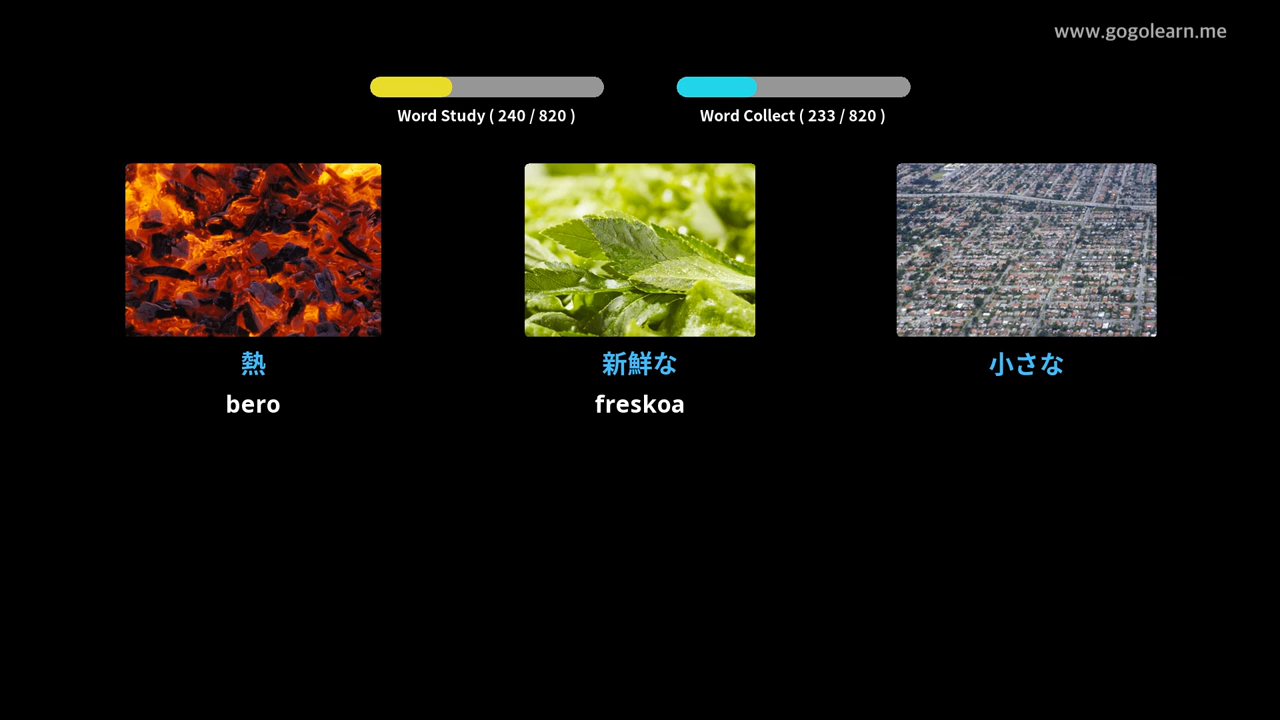 www.gogolearn.me
Word Study ( 240 / 820 )
Word Collect ( 233 / 820 )
熱
新鮮な
小さな
bero
freskoa